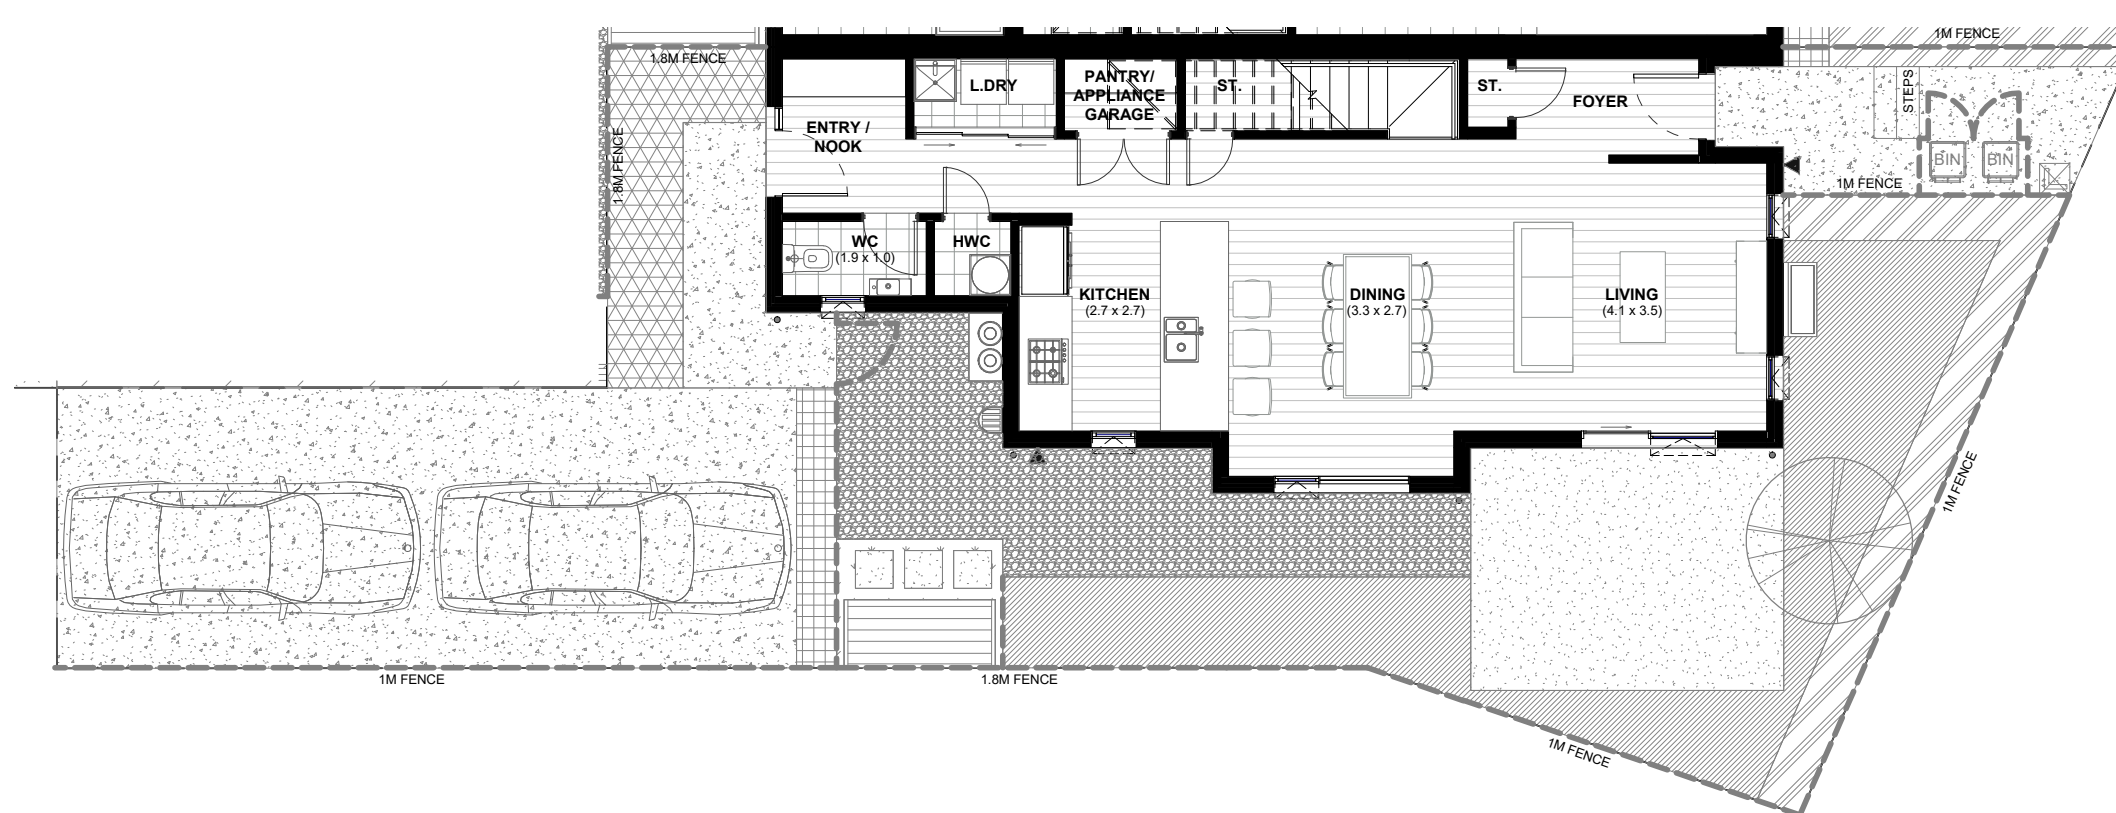 1M FENCE
1.8M FENCE
L.DRY
PANTRY/
APPLIANCE
GARAGE
ST.
ST.
FOYER
STEPS
ENTRY /
NOOK
1.8M FENCE
BIN
BIN
1M FENCE
WC
(1.9 x 1.0)
HWC
KITCHEN
(2.7 x 2.7)
DINING
(3.3 x 2.7)
LIVING
(4.1 x 3.5)
1M FENCE
1M FENCE
1.8M FENCE
1M FENCE